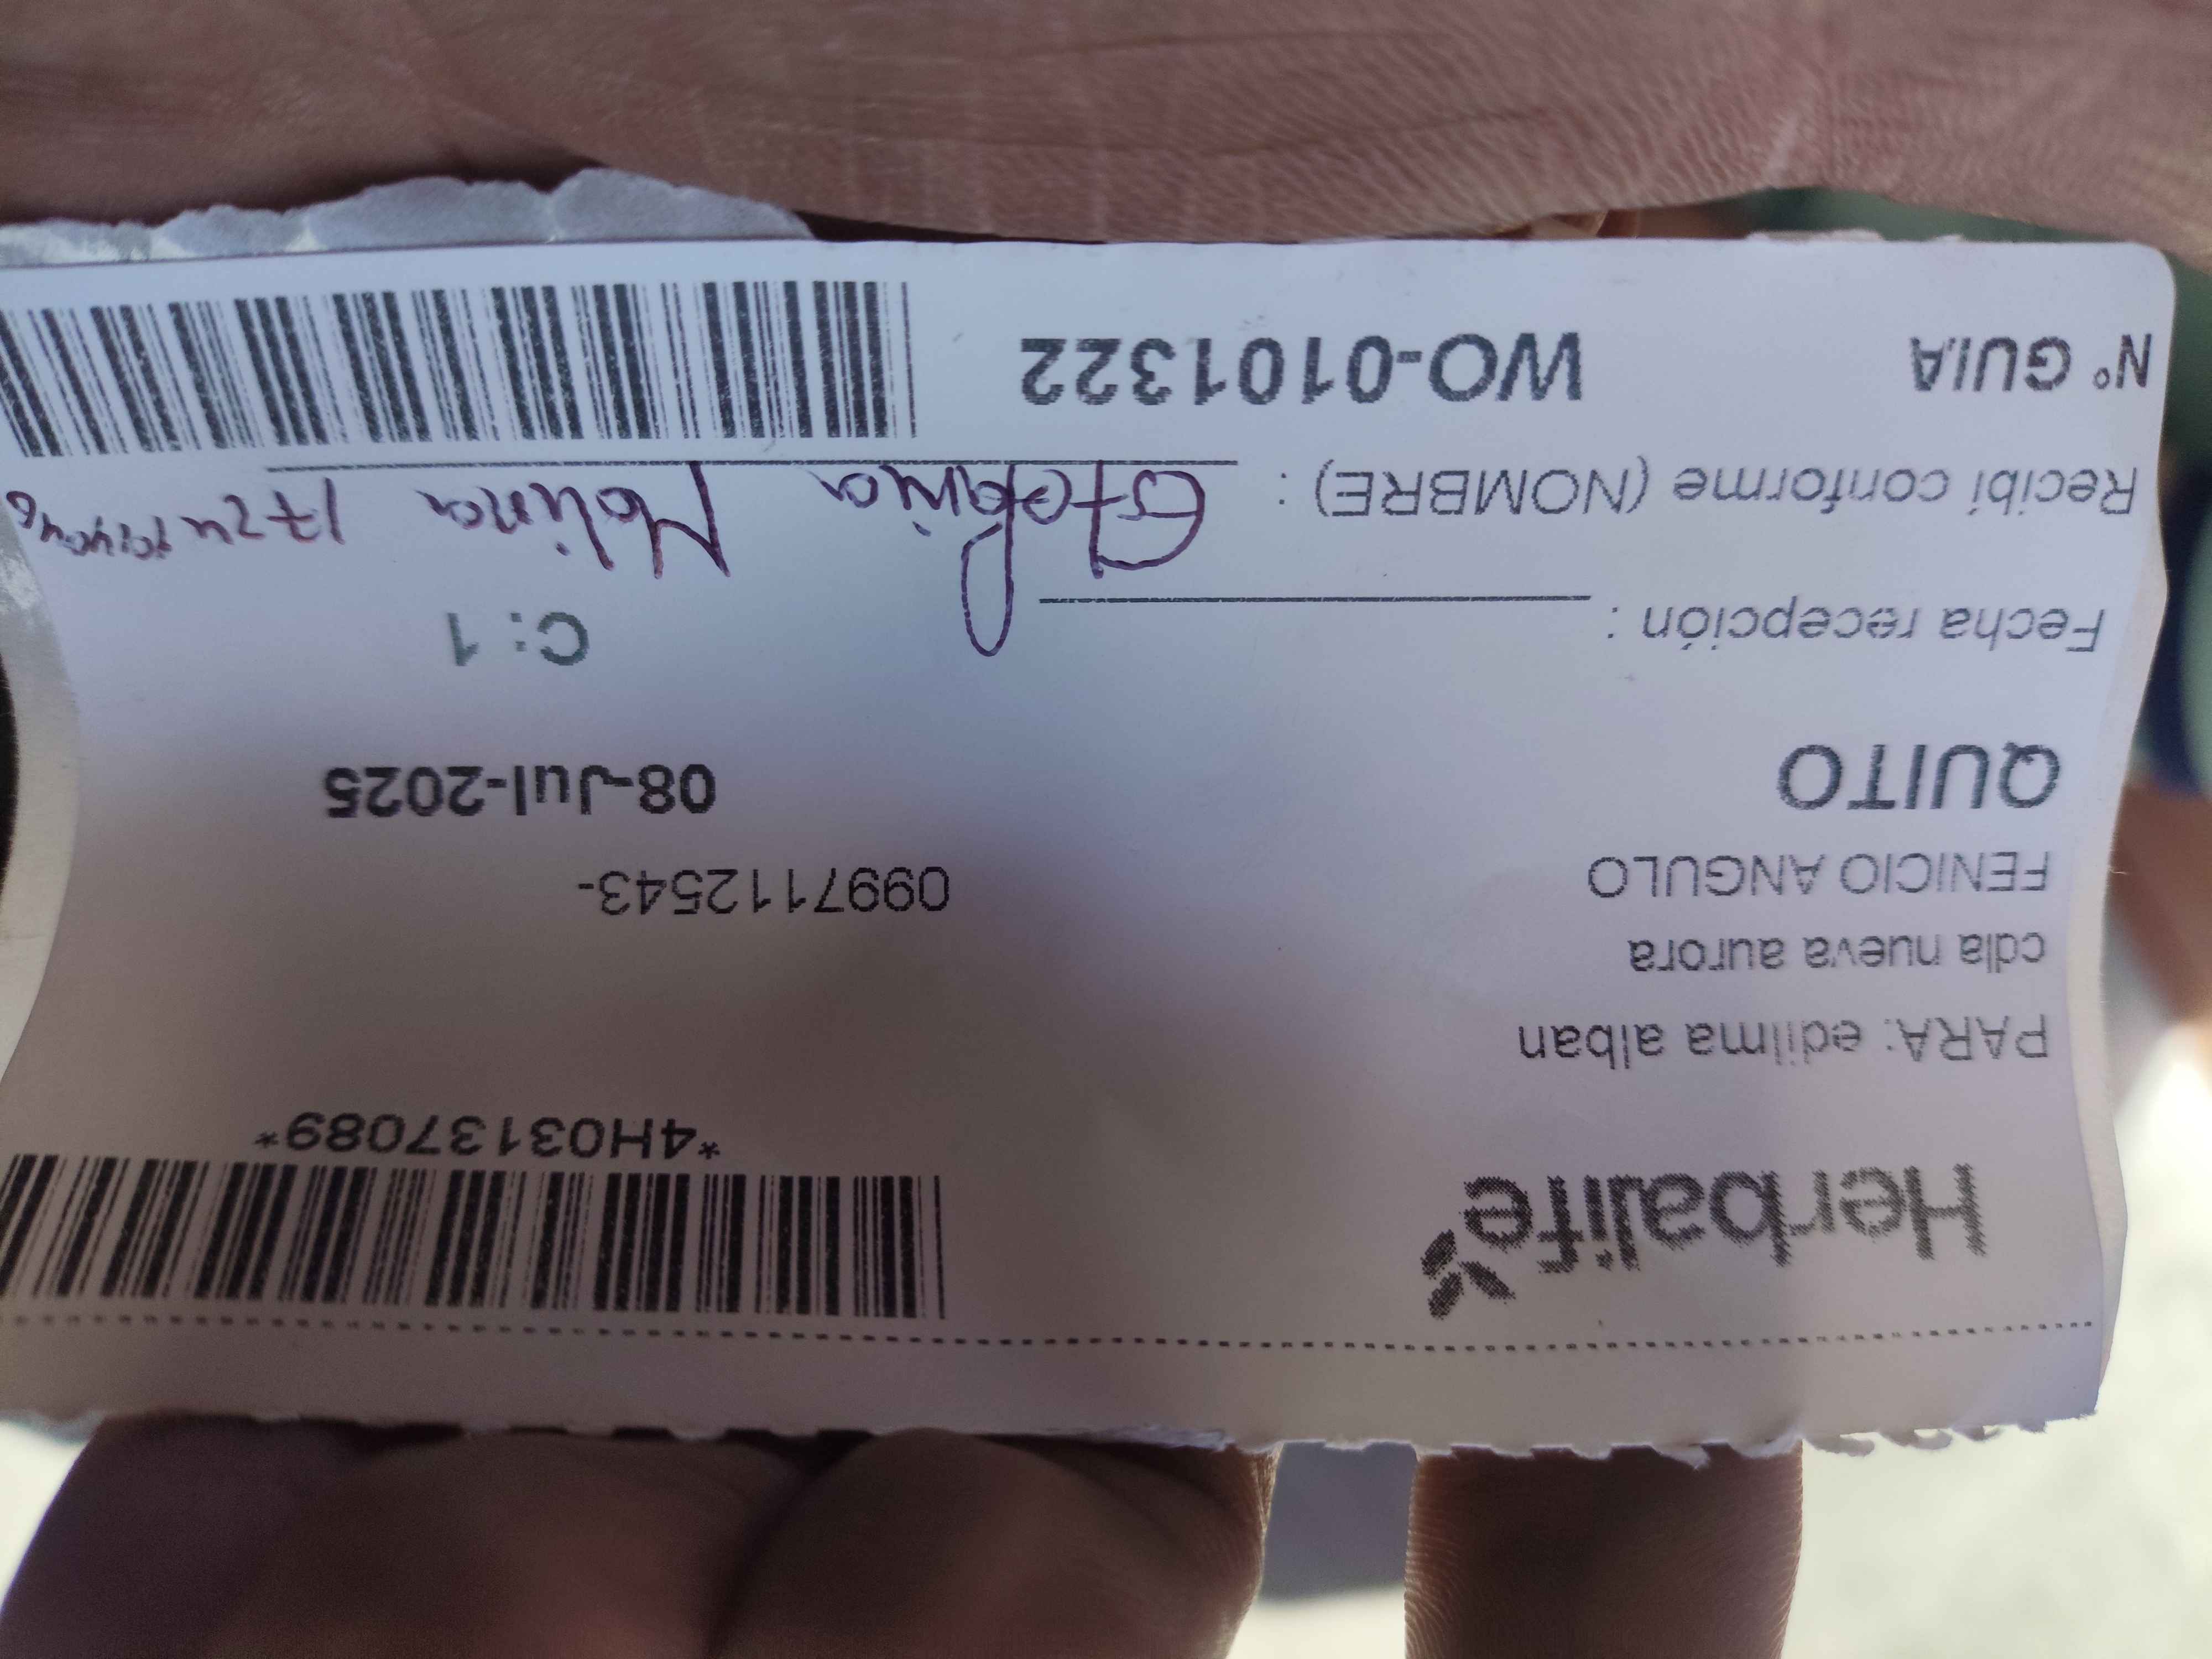 Herbalife
*4H03137089*
PARA: edilma alban
cdla nueva aurora
FENICIO ANGULO
0997112543-
QUITO
08-Jul-2025
Fecha recepción :
C: 1
Recibí conforme (NOMBRE) : Estefania Molina
N° GUIA WO-0101322